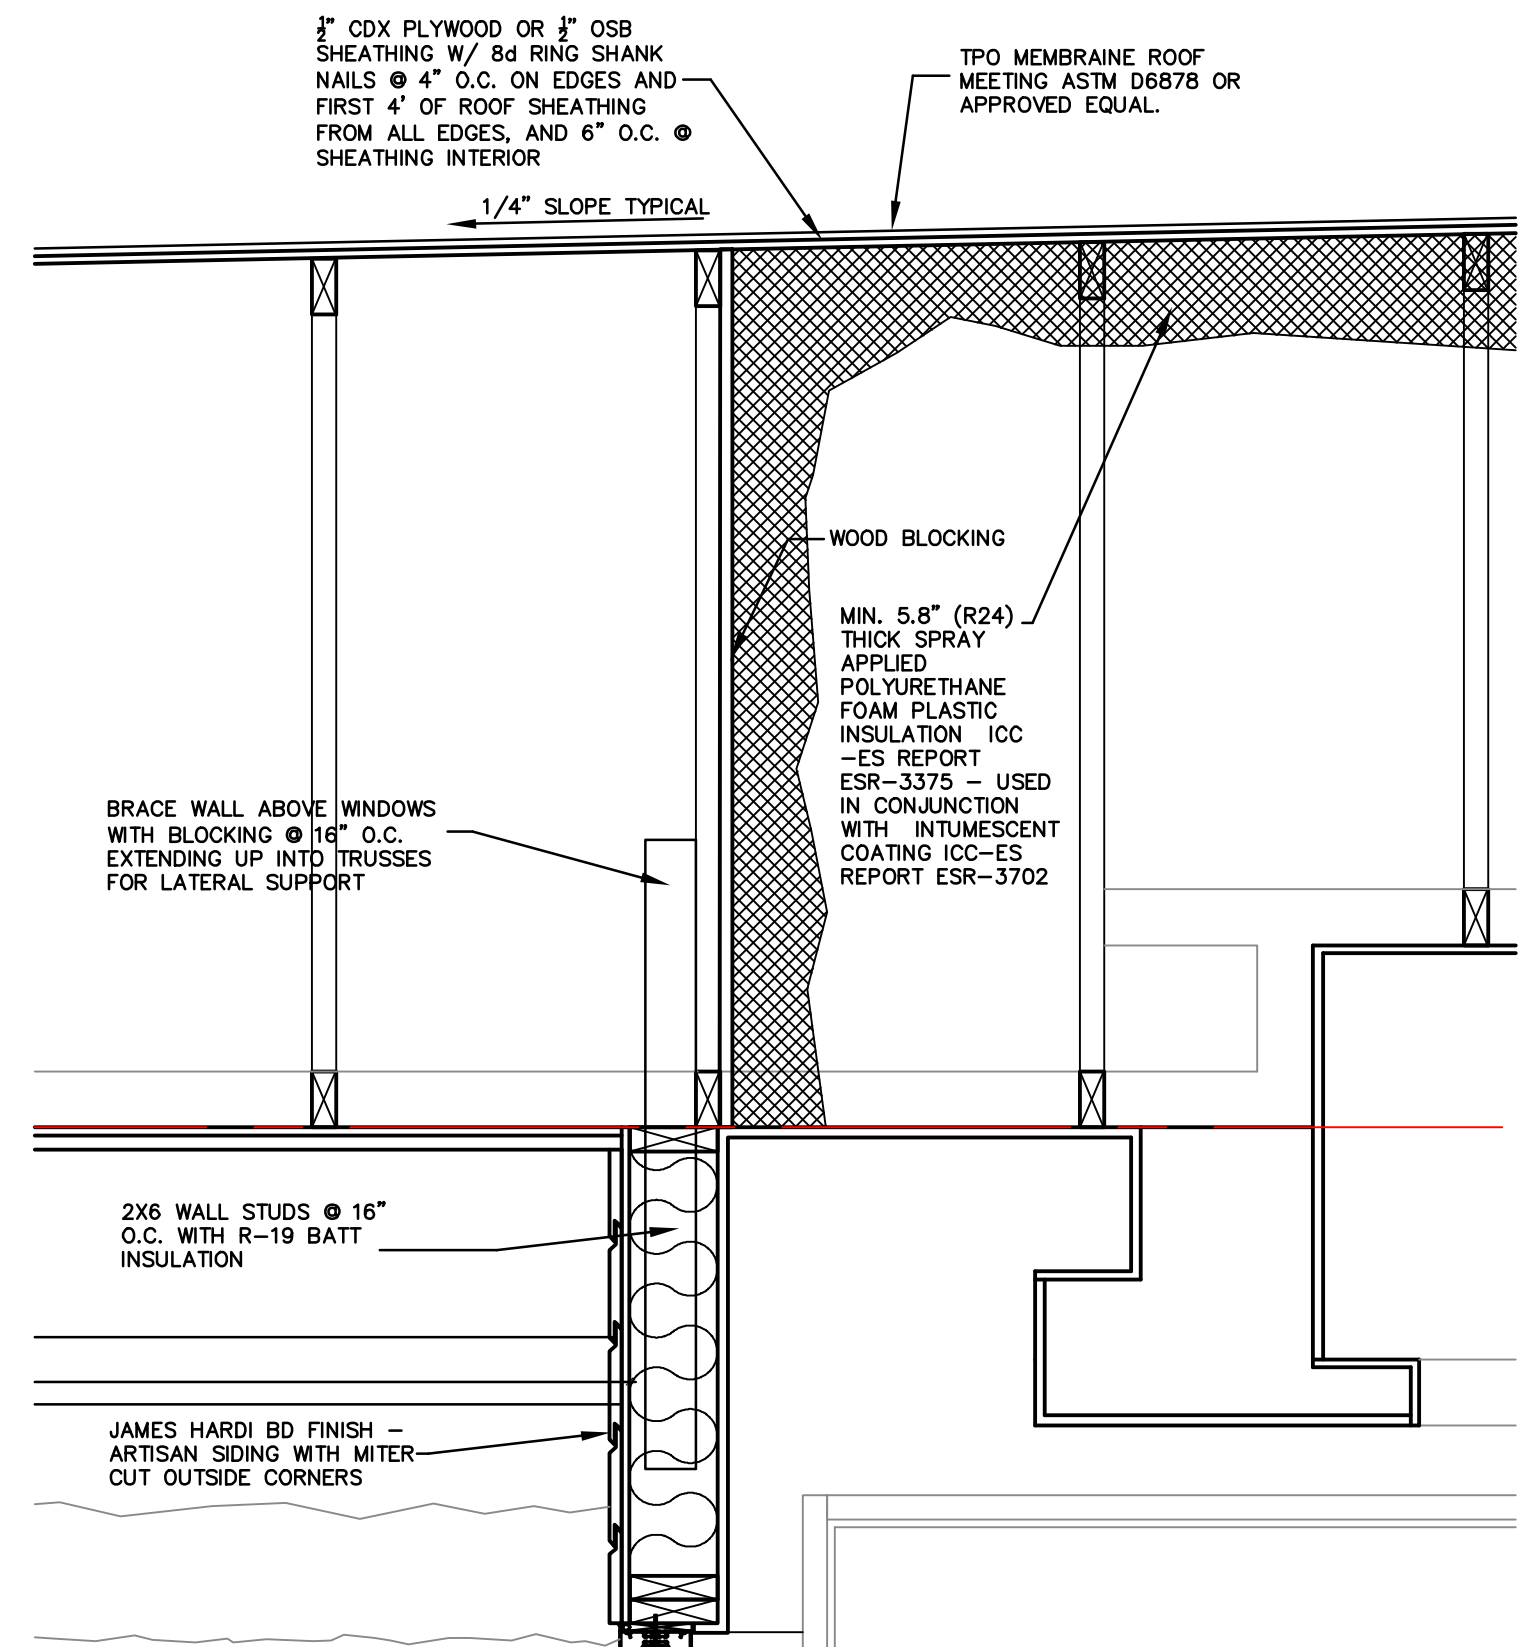 ½" CDX PLYWOOD OR ½" OSB
SHEATHING W/ 8d RING SHANK
NAILS @ 4" O.C. ON EDGES AND
FIRST 4' OF ROOF SHEATHING
FROM ALL EDGES, AND 6" O.C. @
SHEATHING INTERIOR
TPO MEMBRAINE ROOF
MEETING ASTM D6878 OR
APPROVED EQUAL.
1/4" SLOPE TYPICAL
WOOD BLOCKING
MIN. 5.8" (R24)
THICK SPRAY
APPLIED
POLYURETHANE
FOAM PLASTIC
INSULATION ICC
-ES REPORT
ESR-3375 - USED
IN CONJUNCTION
WITH INTUMESCENT
COATING ICC-ES
REPORT ESR-3702
BRACE WALL ABOVE WINDOWS
WITH BLOCKING @ 16" O.C.
EXTENDING UP INTO TRUSSES
FOR LATERAL SUPPORT
2X6 WALL STUDS @ 16"
O.C. WITH R-19 BATT
INSULATION
JAMES HARDI BD FINISH -
ARTISAN SIDING WITH MITER
CUT OUTSIDE CORNERS